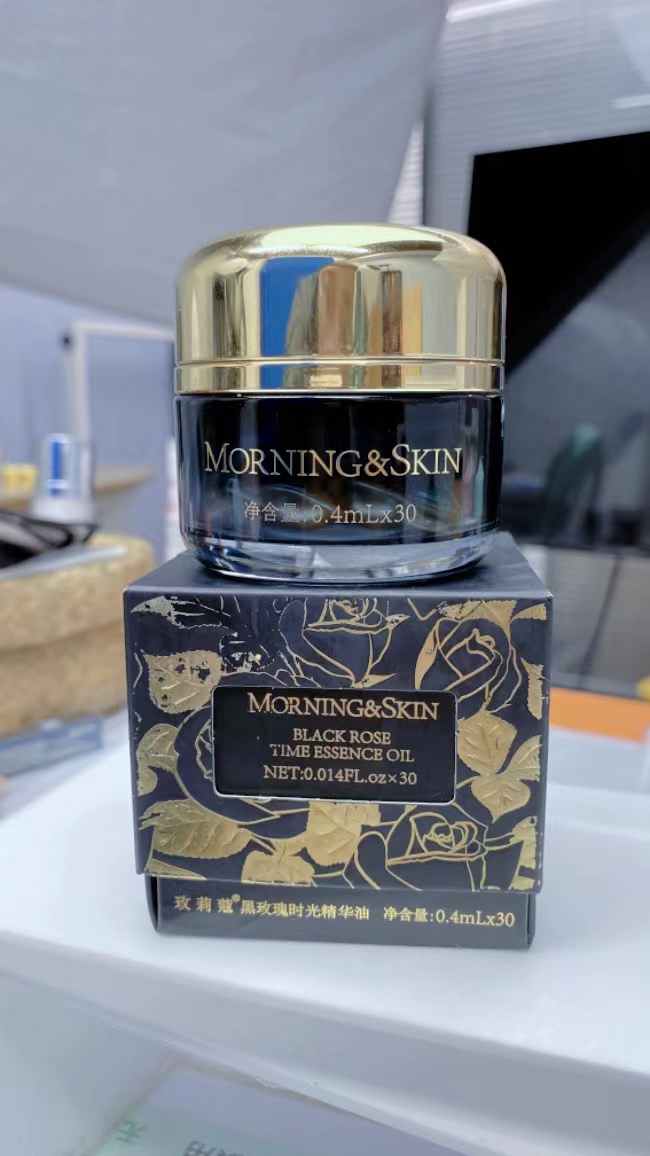 MORNING&SKIN
净含量:0.4mLx30
MORNING&SKIN
BLACK ROSE
TIME ESSENCE OIL
NET:0.014FL.oz×30
玫莉蔻®黑玫瑰时光精华油 净含量:0.4mLx30